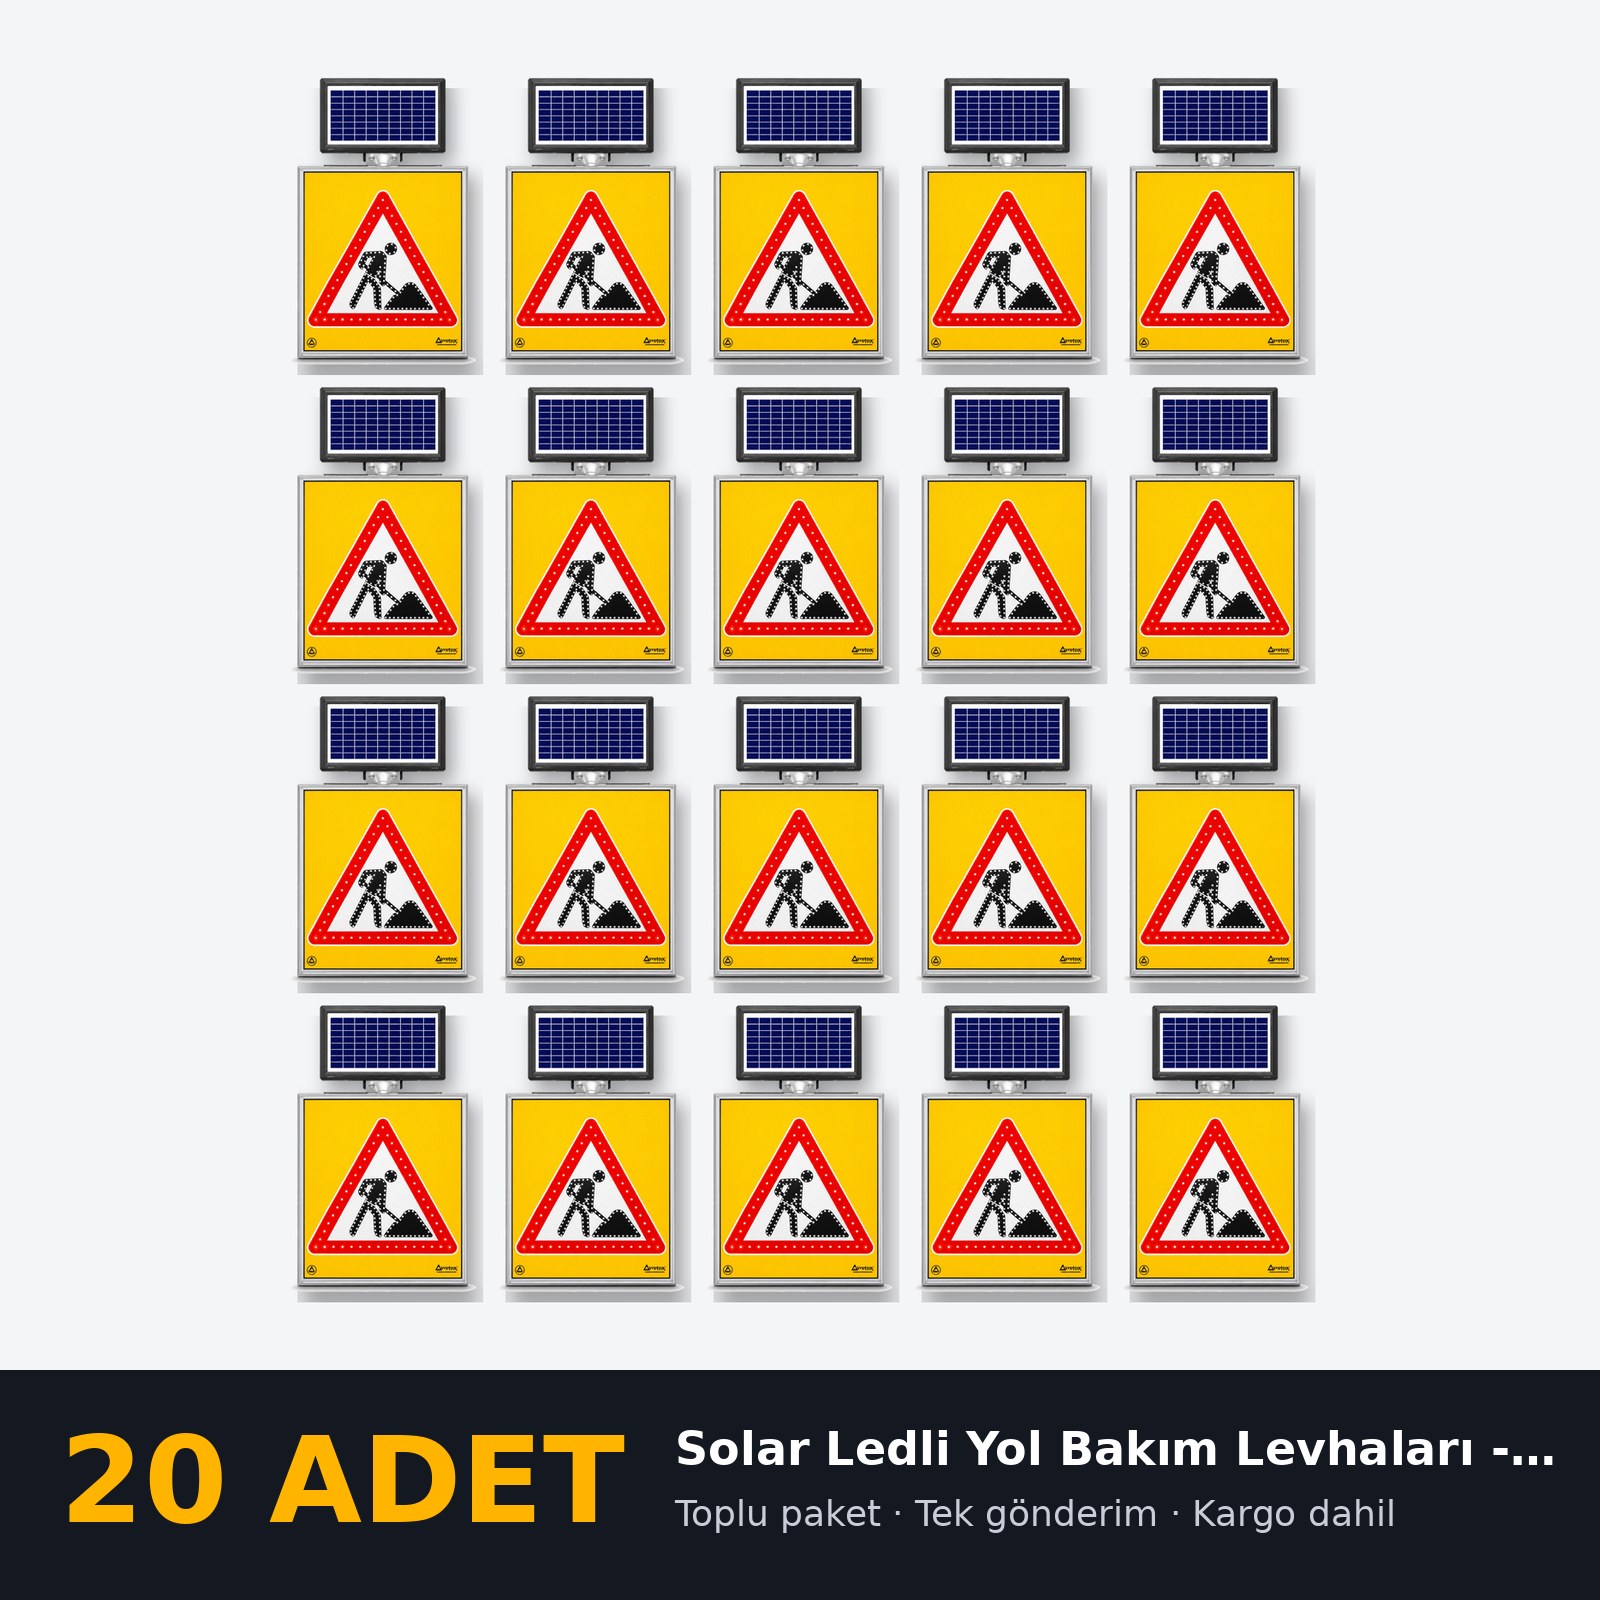 20 ADET
Solar Ledli Yol Bakım Levhaları -...
Toplu paket · Tek gönderim · Kargo dahil